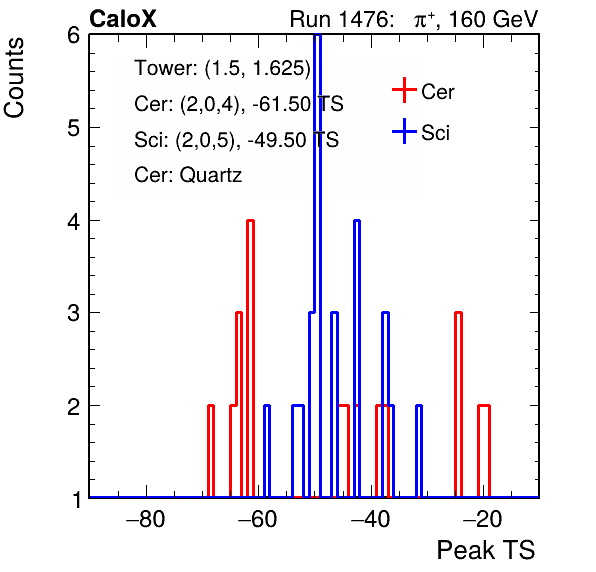 CaloX Run 1476: π⁺, 160 GeV
Counts
Tower: (1.5, 1.625)
Cer: (2,0,4), -61.50 TS
Sci: (2,0,5), -49.50 TS
Cer: Quartz
Cer
Sci
6
5
4
3
2
1
−80 −60 −40 −20
Peak TS